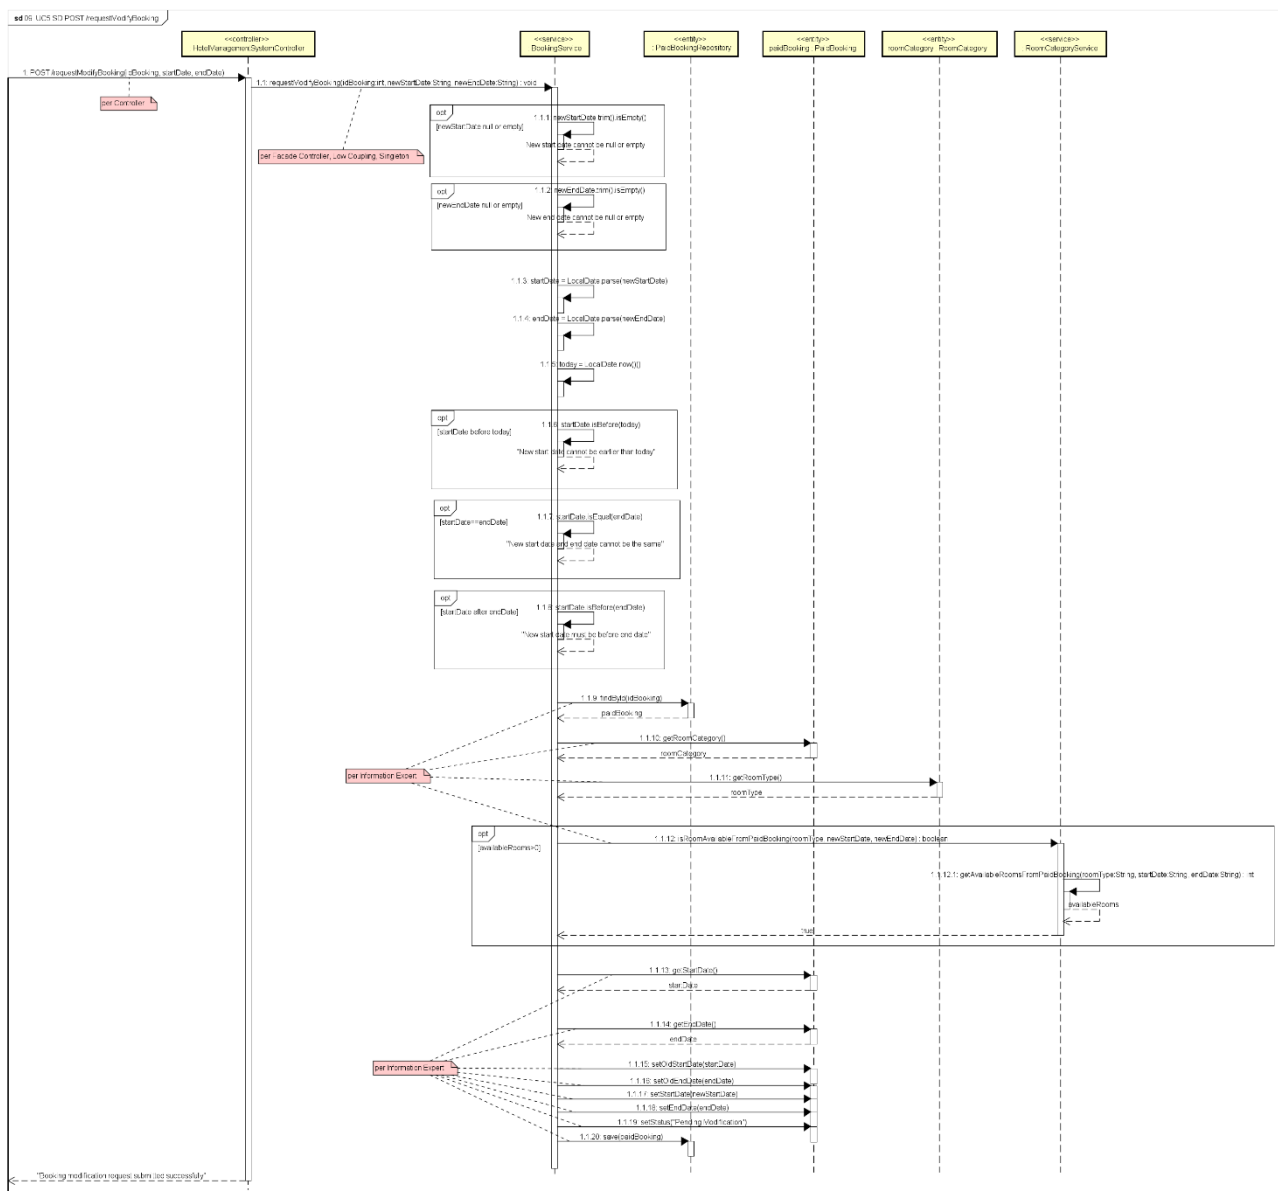 sd 09. UC5 SD POST /requestModifyBooking
<<controller>>
HotelManagementSystemController
<<service>>
BookingService
<<entity>>
: PaidBookingRepository
<<entity>>
paidBooking : PaidBooking
<<entity>>
roomCategory : RoomCategory
<<service>>
RoomCategoryService
1: POST /requestModifyBooking(idBooking, startDate, endDate)
1.1: requestModifyBooking(idBooking:int, newStartDate:String, newEndDate:String) : void
per Controller
per Facade Controller, Low Coupling, Singleton
opt
[newStartDate null or empty]
1.1.1: newStartDate.trim().isEmpty()
New start date cannot be null or empty
opt
[newEndDate null or empty]
1.1.2: newEndDate.trim().isEmpty()
New end date cannot be null or empty
1.1.3: startDate = LocalDate.parse(newStartDate)
1.1.4: endDate = LocalDate.parse(newEndDate)
1.1.5: today = LocalDate.now()()
opt
[startDate before today]
1.1.6: startDate.isBefore(today)
"New start date cannot be earlier than today"
opt
[startDate==endDate]
1.1.7: startDate.isEqual(endDate)
"New start date and end date cannot be the same"
opt
[startDate after endDate]
1.1.8: startDate.isBefore(endDate)
"New start date must be before end date"
1.1.9: findById(idBooking)
paidBooking
1.1.10: getRoomCategory()
roomCategory
per Information Expert
1.1.11: getRoomType()
roomType
opt
[availableRooms>0]
1.1.12: isRoomAvailableFromPaidBooking(roomType, newStartDate, newEndDate) : boolean
1.1.12.1: getAvailableRoomsFromPaidBooking(roomType:String, startDate:String, endDate:String) : int
availableRooms
true
1.1.13: getStartDate()
startDate
1.1.14: getEndDate()
endDate
per Information Expert
1.1.15: setOldStartDate(startDate)
1.1.16: setOldEndDate(endDate)
1.1.17: setStartDate(newStartDate)
1.1.18: setEndDate(endDate)
1.1.19: setStatus("Pending Modification")
1.1.20: save(paidBooking)
"Booking modification request submitted successfully"